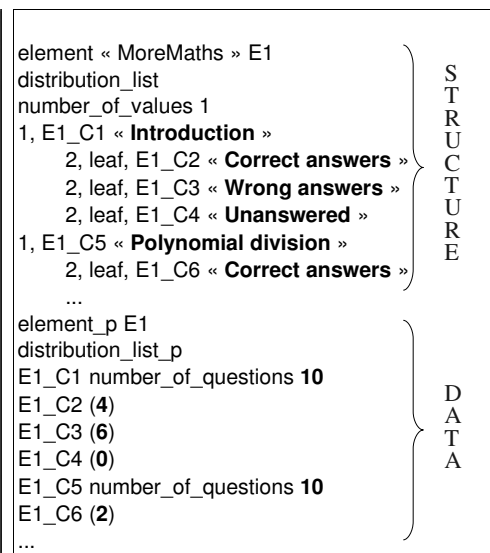 element « MoreMaths » E1
distribution_list
number_of_values 1
1, E1_C1 « Introduction »
2, leaf, E1_C2 « Correct answers »
2, leaf, E1_C3 « Wrong answers »
2, leaf, E1_C4 « Unanswered »
1, E1_C5 « Polynomial division »
2, leaf, E1_C6 « Correct answers »
...
STRUCTURE
element_p E1
distribution_list_p
E1_C1 number_of_questions 10
E1_C2 (4)
E1_C3 (6)
E1_C4 (0)
E1_C5 number_of_questions 10
E1_C6 (2)
...
DATA